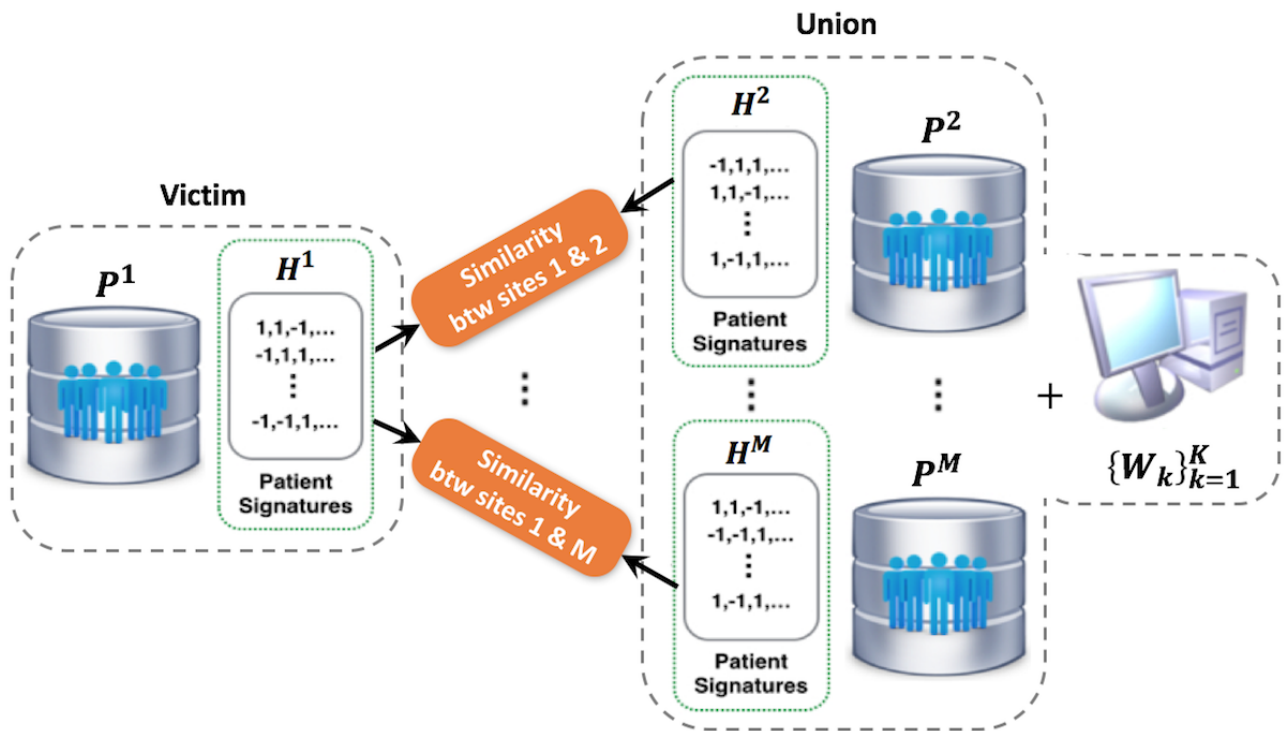 Union
Victim
P¹
H¹
1,1,-1,...
-1,1,1,...
⋮
-1,-1,1,...
Patient
Signatures
Similarity
btw sites 1 & 2
⋮
Similarity
btw sites 1 & M
H²
-1,1,1,...
1,1,-1,...
⋮
1,-1,1,...
Patient
Signatures
P²
⋮
⋮
H^M
1,1,-1,...
-1,-1,1,...
⋮
1,-1,1,...
Patient
Signatures
P^M
+
{W_k}_{k=1}^K